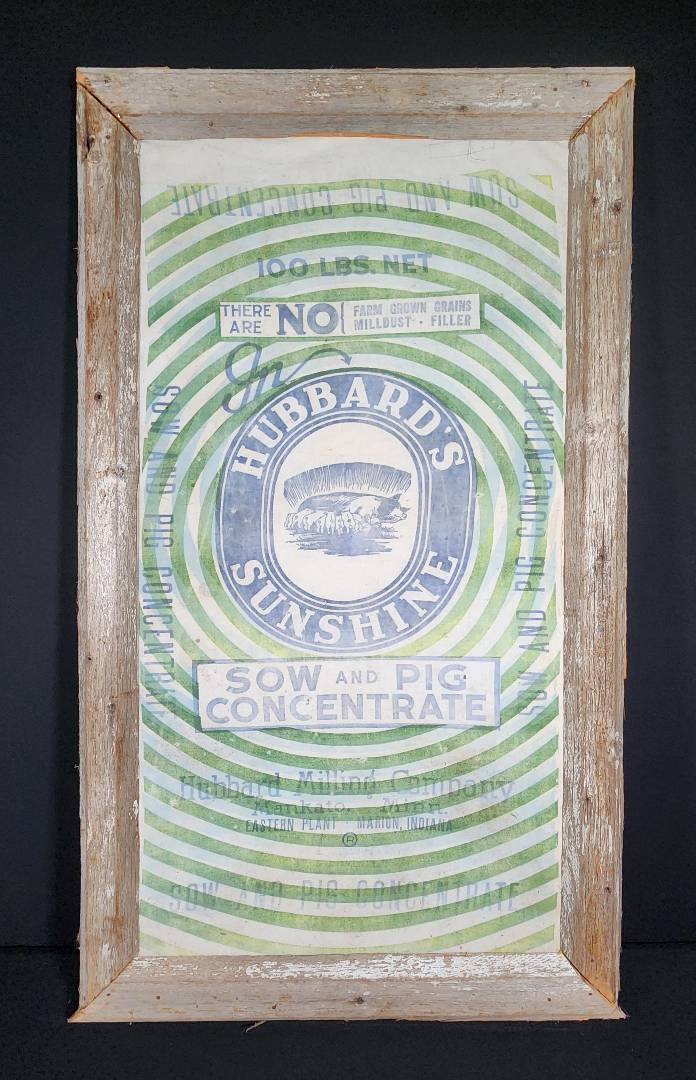 SOW AND PIG CONCENTRATE
100 LBS. NET
THERE ARE NO { FARM GROWN GRAINS
MILLDUST - FILLER
In
HUBBARD'S
SUNSHINE
SOW AND PIG CONCENTRATE
SOW AND PIG CONCENTRATE
SOW AND PIG
CONCENTRATE
Hubbard Milling Company
Mankato, Minn.
EASTERN PLANT MARION, INDIANA
®
SOW AND PIG CONCENTRATE